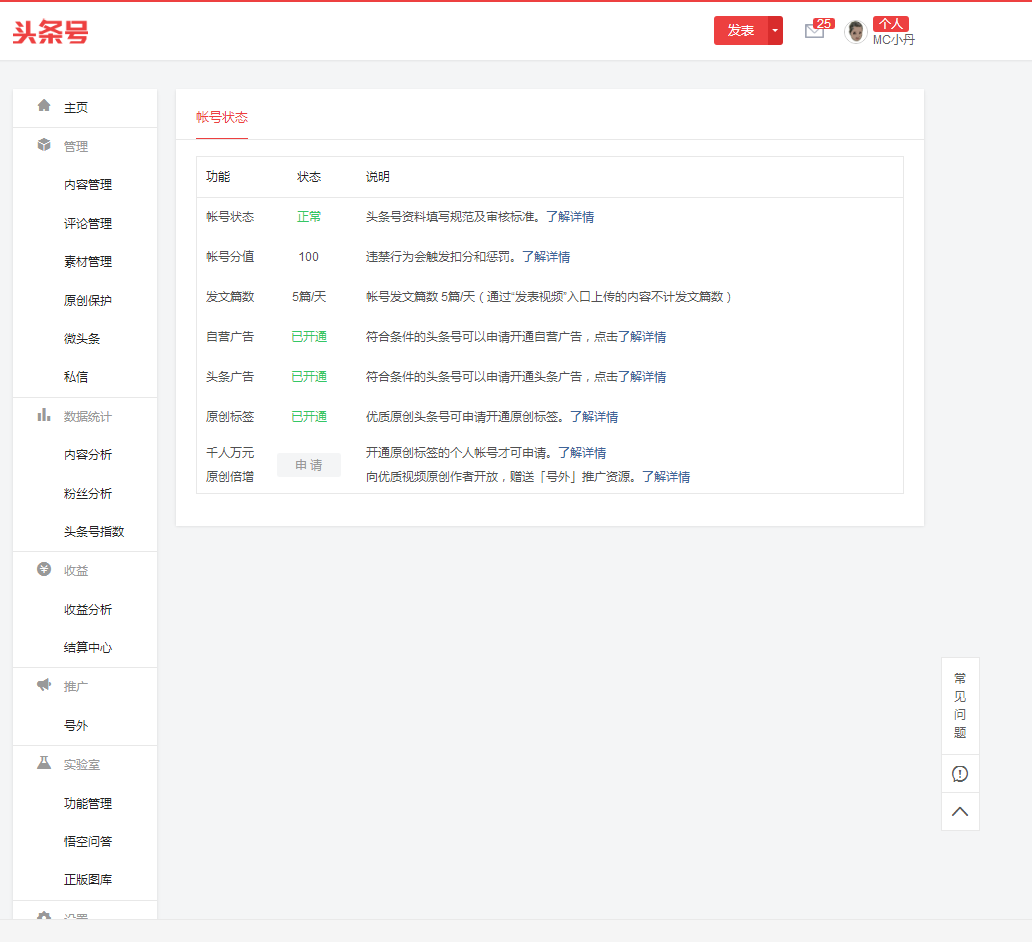 头条号
发表
25
个人
MC小丹
主页
管理
内容管理
评论管理
素材管理
原创保护
微头条
私信
数据统计
内容分析
粉丝分析
头条号指数
收益
收益分析
结算中心
推广
号外
实验室
功能管理
悟空问答
正版图库
设置
帐号状态
功能 状态 说明
帐号状态 正常 头条号资料填写规范及审核标准。了解详情
帐号分值 100 违禁行为会触发扣分和惩罚。了解详情
发文篇数 5篇/天 帐号发文篇数 5篇/天（通过“发表视频”入口上传的内容不计发文篇数）
自营广告 已开通 符合条件的头条号可以申请开通自营广告，点击了解详情
头条广告 已开通 符合条件的头条号可以申请开通头条广告，点击了解详情
原创标签 已开通 优质原创头条号可申请开通原创标签。了解详情
千人万元 开通原创标签的个人帐号才可申请。了解详情
申请
原创倍增 向优质视频原创作者开放，赠送「号外」推广资源。了解详情
常
见
问
题